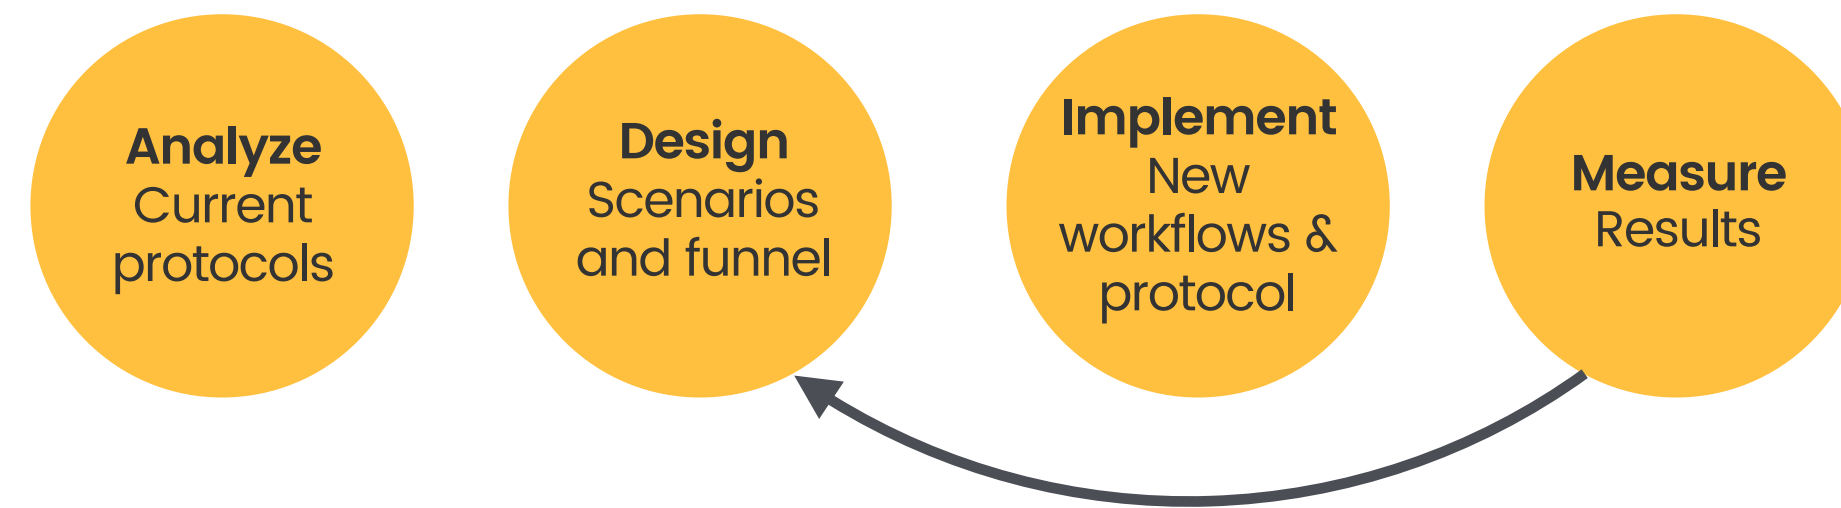 Analyze
Current
protocols
Design
Scenarios
and funnel
Implement
New
workflows &
protocol
Measure
Results